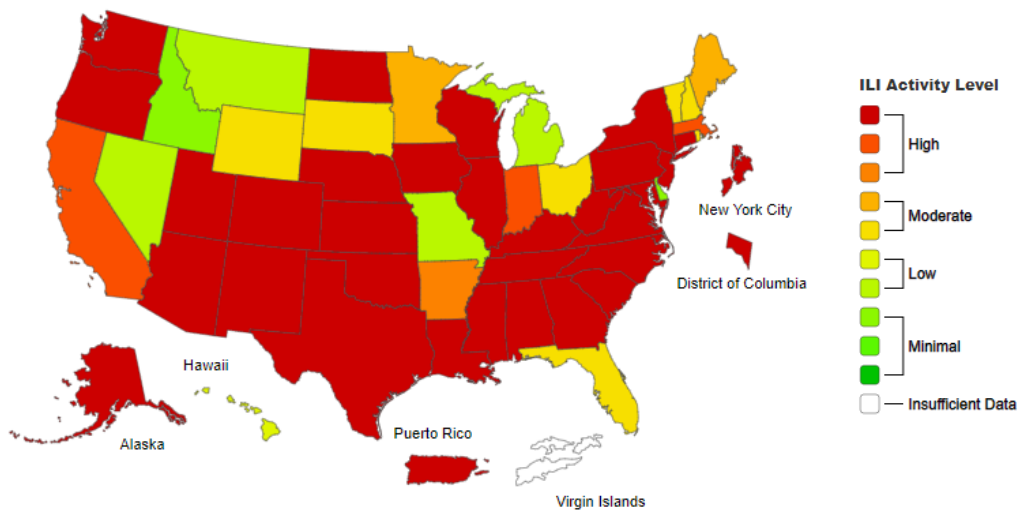 ILI Activity Level
High
Moderate
Low
Minimal
Insufficient Data
New York City
District of Columbia
Hawaii
Alaska
Puerto Rico
Virgin Islands